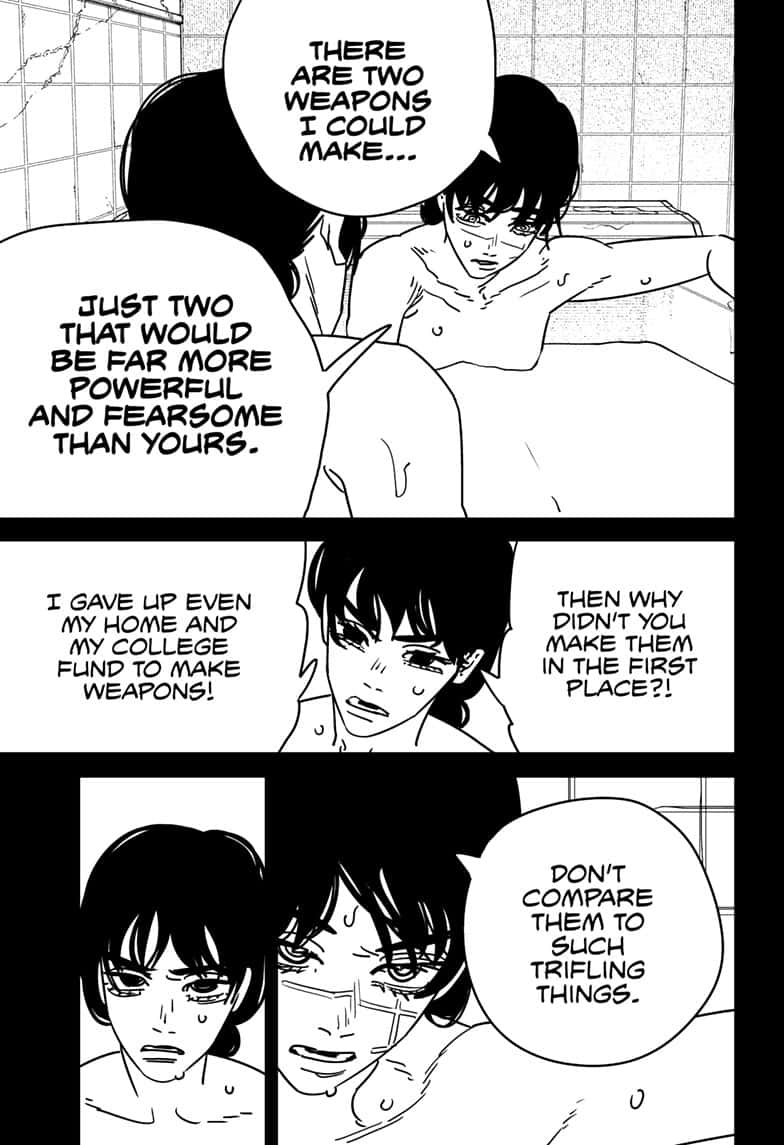 THERE
ARE TWO
WEAPONS
I COULD
MAKE...
JUST TWO
THAT WOULD
BE FAR MORE
POWERFUL
AND FEARSOME
THAN YOURS.
THEN WHY
DIDN'T YOU
MAKE THEM
IN THE FIRST
PLACE?!
I GAVE UP EVEN
MY HOME AND
MY COLLEGE
FUND TO MAKE
WEAPONS!
DON'T
COMPARE
THEM TO
SUCH
TRIFLING
THINGS.